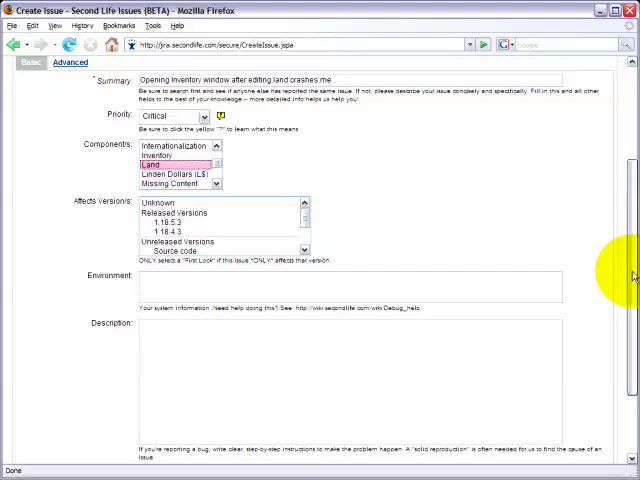 Create Issue - Second Life Issues (BETA) - Mozilla Firefox
File Edit View History Bookmarks Tools Help
http://jira.secondlife.com/secure/CreateIssue.jspa
Google
Basic Advanced
*Summary: Opening Inventory window after editing land crashes me
Be sure to search first and see if anyone else has reported the same issue. If not, please describe your issue concisely and specifically. Fill in this and all other
fields to the best of your knowledge -- more detailed info helps us help you!
Priority: Critical
Be sure to click the yellow "?" to learn what this means
Component/s: Internationalization
Inventory
Land
Linden Dollars (L$)
Missing Content
Affects Version/s: Unknown
Released Versions
1.18.5.3
1.18.4.3
Unreleased Versions
Source code
ONLY select a "First Look" if this issue *ONLY* affects that version.
Environment:
Your system information. Need help doing this? See: http://wiki.secondlife.com/wiki/Debug_help
Description:
If you're reporting a bug, write clear, step-by-step instructions to make the problem happen. A "solid reproduction" is often needed for us to find the cause of an
issue
Done